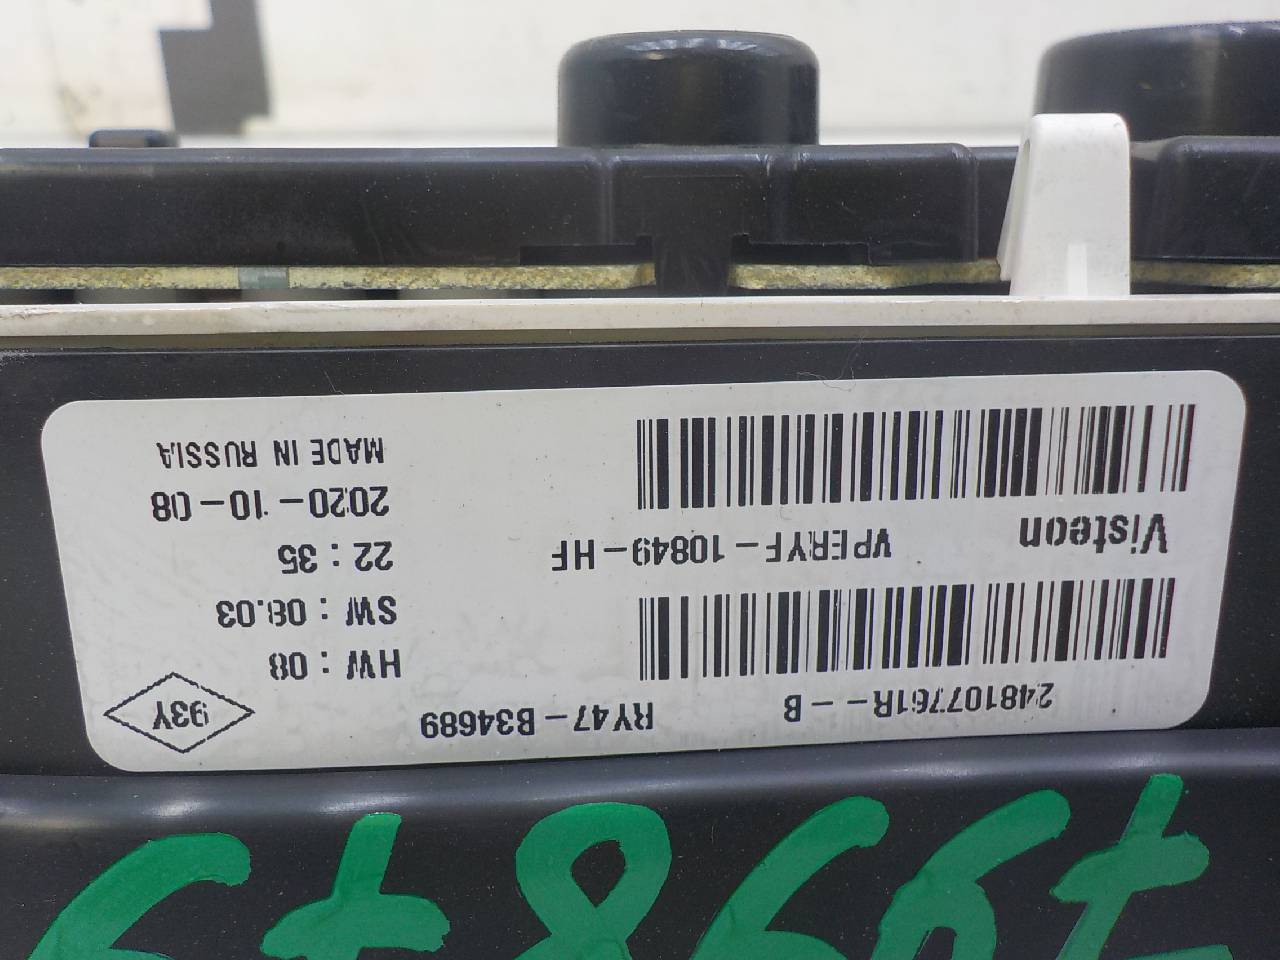 248107761R--B RY47-B34689 93Y
HW : 08
SW : 08.03
Visteon VPERYF-10849-HF 22:35
2020-10-08
MADE IN RUSSIA